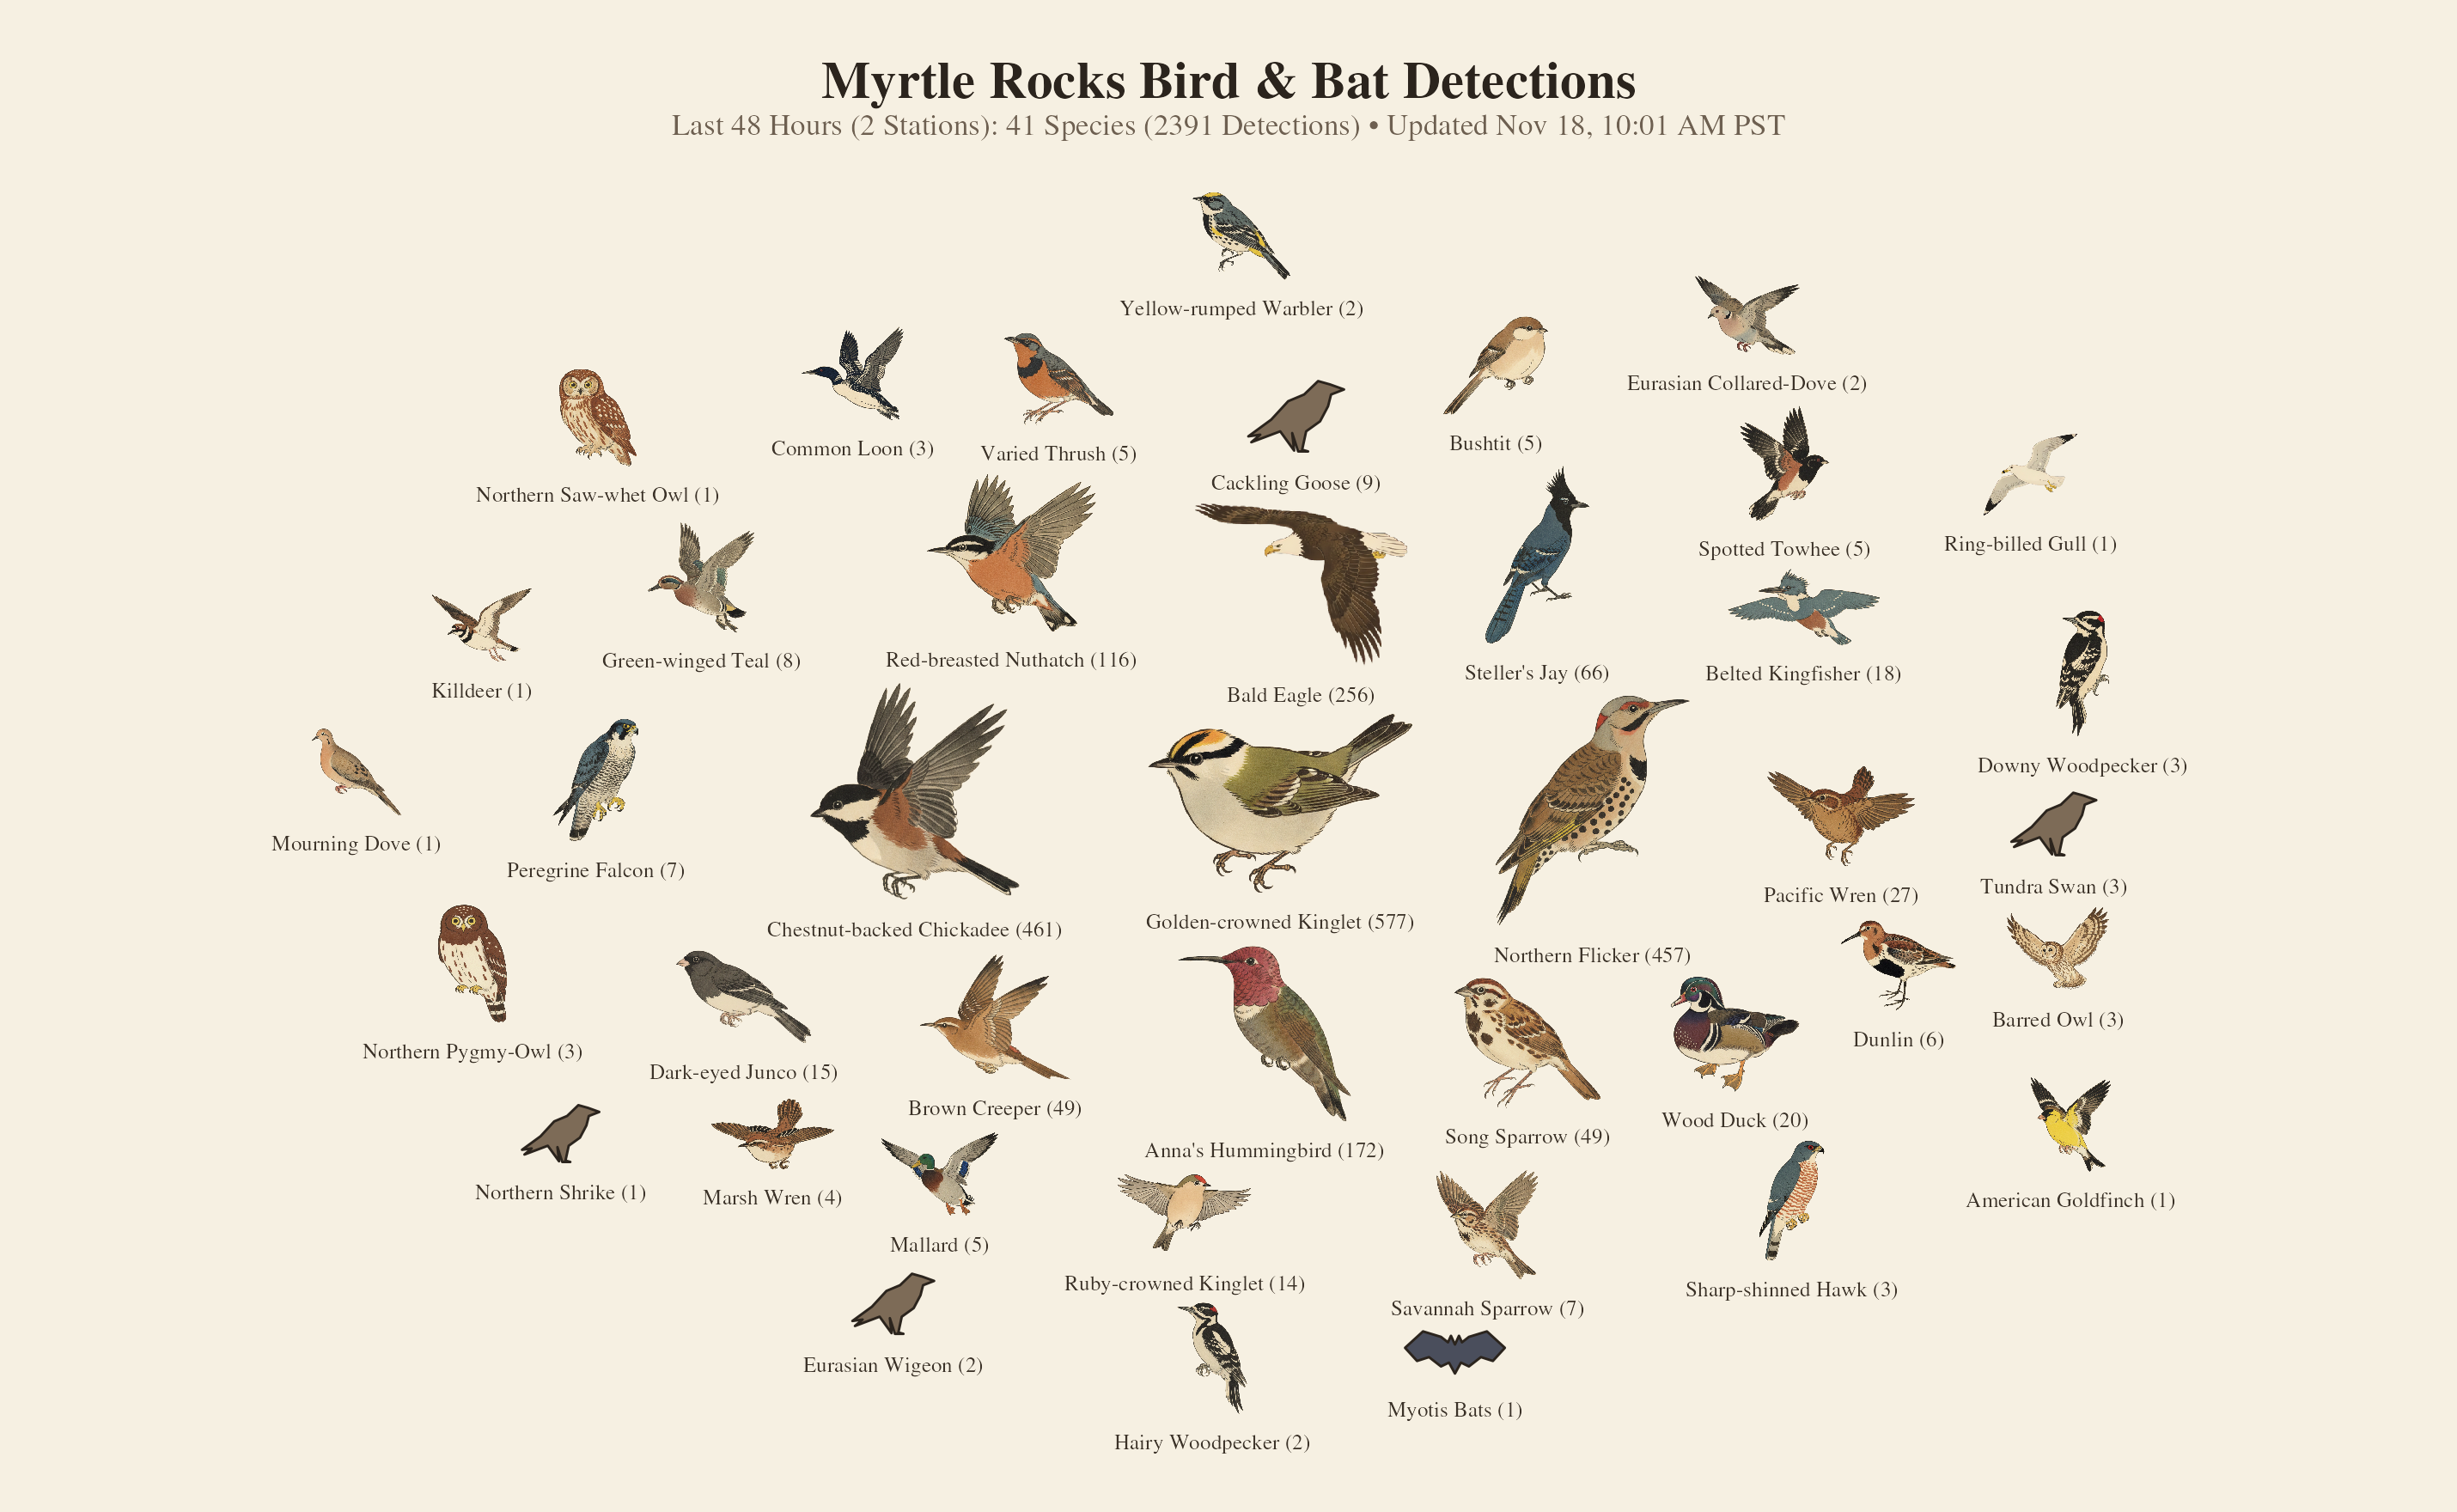 Myrtle Rocks Bird & Bat Detections
Last 48 Hours (2 Stations): 41 Species (2391 Detections) • Updated Nov 18, 10:01 AM PST
Yellow-rumped Warbler (2)
Eurasian Collared-Dove (2)
Bushtit (5)
Common Loon (3)
Varied Thrush (5)
Cackling Goose (9)
Northern Saw-whet Owl (1)
Spotted Towhee (5)
Ring-billed Gull (1)
Green-winged Teal (8)
Red-breasted Nuthatch (116)
Steller's Jay (66)
Belted Kingfisher (18)
Killdeer (1)
Bald Eagle (256)
Downy Woodpecker (3)
Mourning Dove (1)
Peregrine Falcon (7)
Tundra Swan (3)
Pacific Wren (27)
Chestnut-backed Chickadee (461)
Golden-crowned Kinglet (577)
Northern Flicker (457)
Barred Owl (3)
Dunlin (6)
Northern Pygmy-Owl (3)
Dark-eyed Junco (15)
Brown Creeper (49)
Wood Duck (20)
Song Sparrow (49)
Anna's Hummingbird (172)
Northern Shrike (1)
Marsh Wren (4)
American Goldfinch (1)
Mallard (5)
Ruby-crowned Kinglet (14)
Sharp-shinned Hawk (3)
Savannah Sparrow (7)
Eurasian Wigeon (2)
Myotis Bats (1)
Hairy Woodpecker (2)